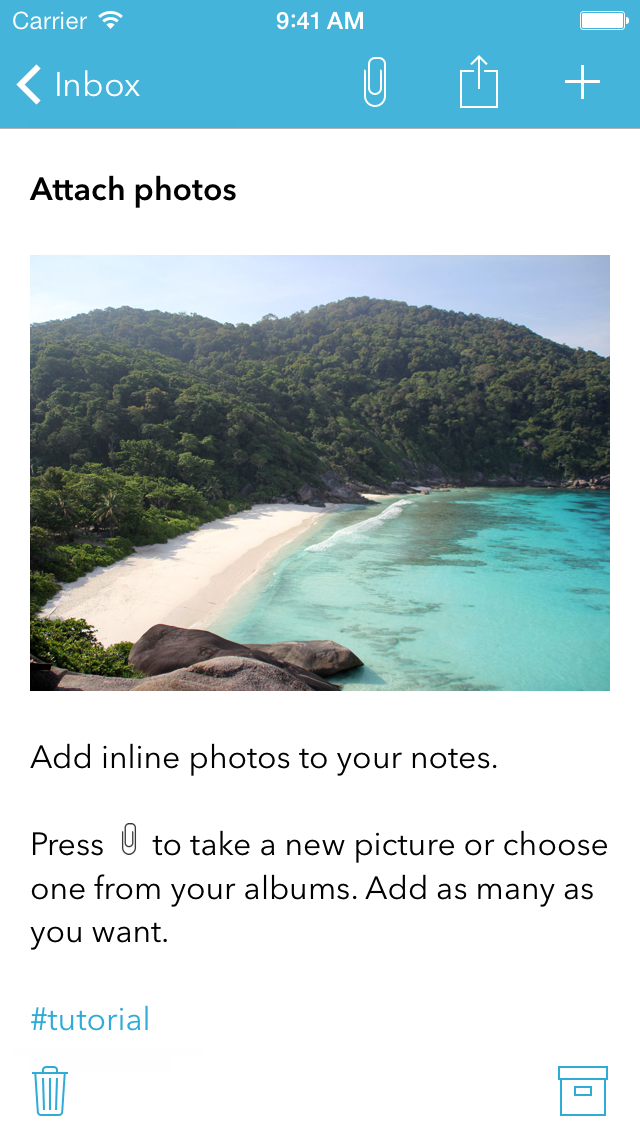 Carrier 9:41 AM
Inbox
Attach photos
Add inline photos to your notes.
Press to take a new picture or choose
one from your albums. Add as many as
you want.
#tutorial